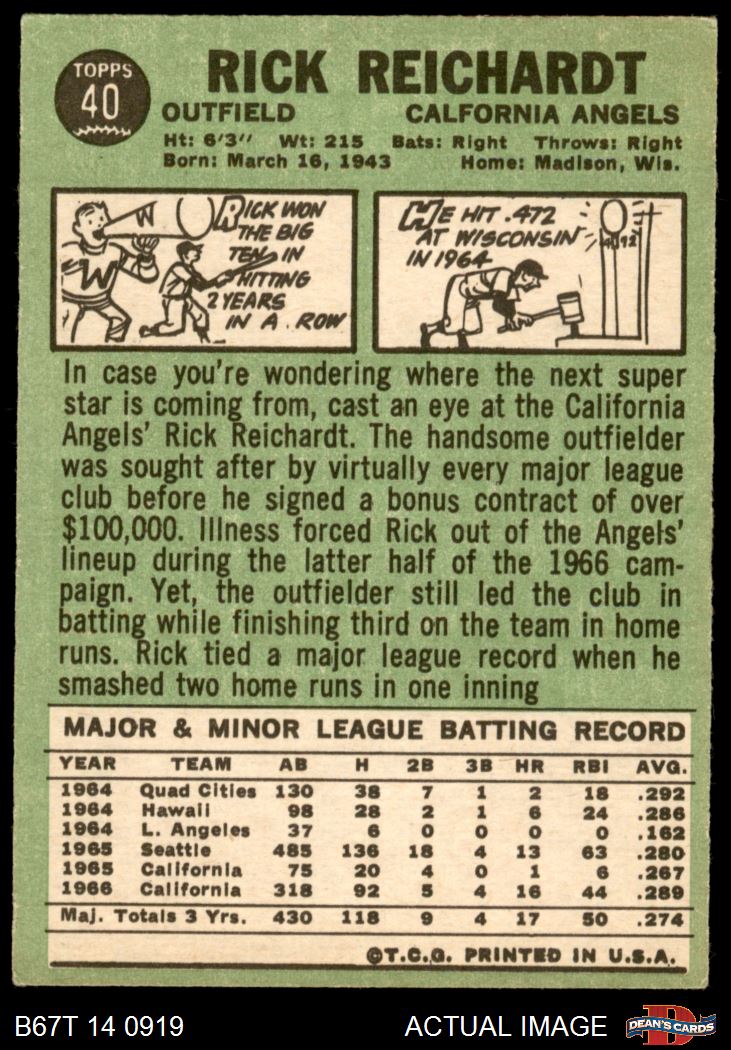 TOPPS
40
RICK REICHARDT
OUTFIELD CALFORNIA ANGELS
Ht: 6'3" Wt: 215 Bats: Right Throws: Right
Born: March 16, 1943 Home: Madison, Wis.
W
W
RICK WON
THE BIG
TEN IN
HITTING
2 YEARS
IN A ROW
HE HIT .472
AT WISCONSIN
IN 1964
.472
In case you're wondering where the next super
star is coming from, cast an eye at the California
Angels' Rick Reichardt. The handsome outfielder
was sought after by virtually every major league
club before he signed a bonus contract of over
$100,000. Illness forced Rick out of the Angels'
lineup during the latter half of the 1966 cam-
paign. Yet, the outfielder still led the club in
batting while finishing third on the team in home
runs. Rick tied a major league record when he
smashed two home runs in one inning
MAJOR & MINOR LEAGUE BATTING RECORD
YEAR TEAM AB H 2B 3B HR RBI AVG.
1964 Quad Cities 130 38 7 1 2 18 .292
1964 Hawaii 98 28 2 1 6 24 .286
1964 L. Angeles 37 6 0 0 0 0 .162
1965 Seattle 485 136 18 4 13 63 .280
1965 California 75 20 4 0 1 6 .267
1966 California 318 92 5 4 16 44 .289
Maj. Totals 3 Yrs. 430 118 9 4 17 50 .274
©T.C.G. PRINTED IN U.S.A.
B67T 14 0919 ACTUAL IMAGE D DEAN'S CARDS